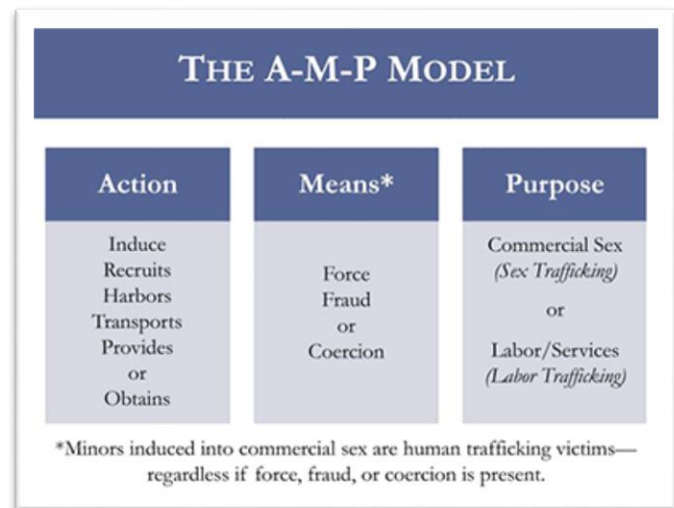 THE A-M-P MODEL
Action
Induce
Recruits
Harbors
Transports
Provides
or
Obtains
Means*
Force
Fraud
or
Coercion
Purpose
Commercial Sex
(Sex Trafficking)
or
Labor/Services
(Labor Trafficking)
*Minors induced into commercial sex are human trafficking victims—
regardless if force, fraud, or coercion is present.